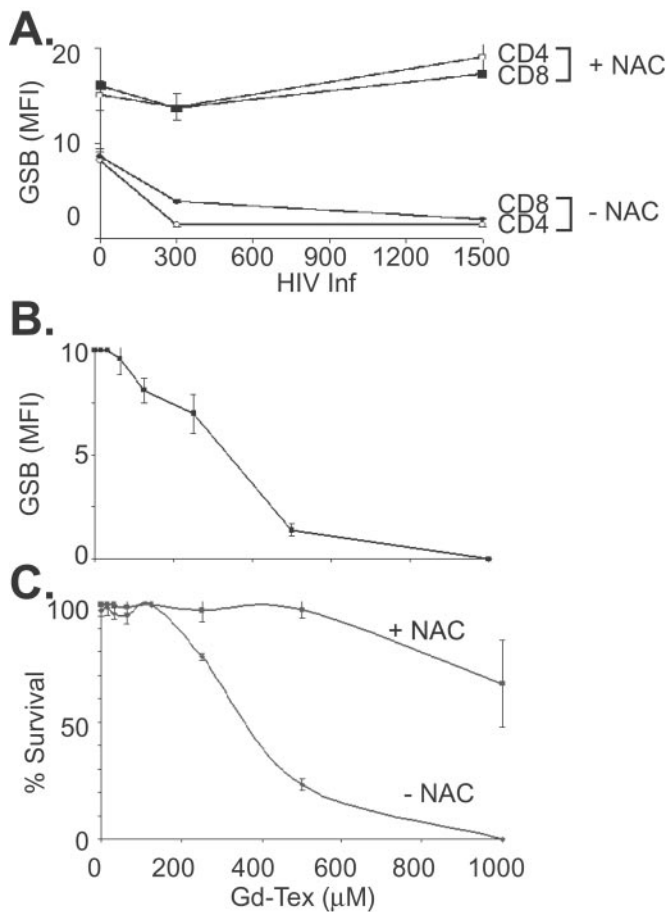 A.
20
10
0
GSB (MFI)
CD4
CD8
+ NAC
CD8
CD4
- NAC
0 300 600 900 1200 1500
HIV Inf
B.
10
5
0
GSB (MFI)
C.
100
50
0
% Survival
+ NAC
- NAC
0 200 400 600 800 1000
Gd-Tex (µM)